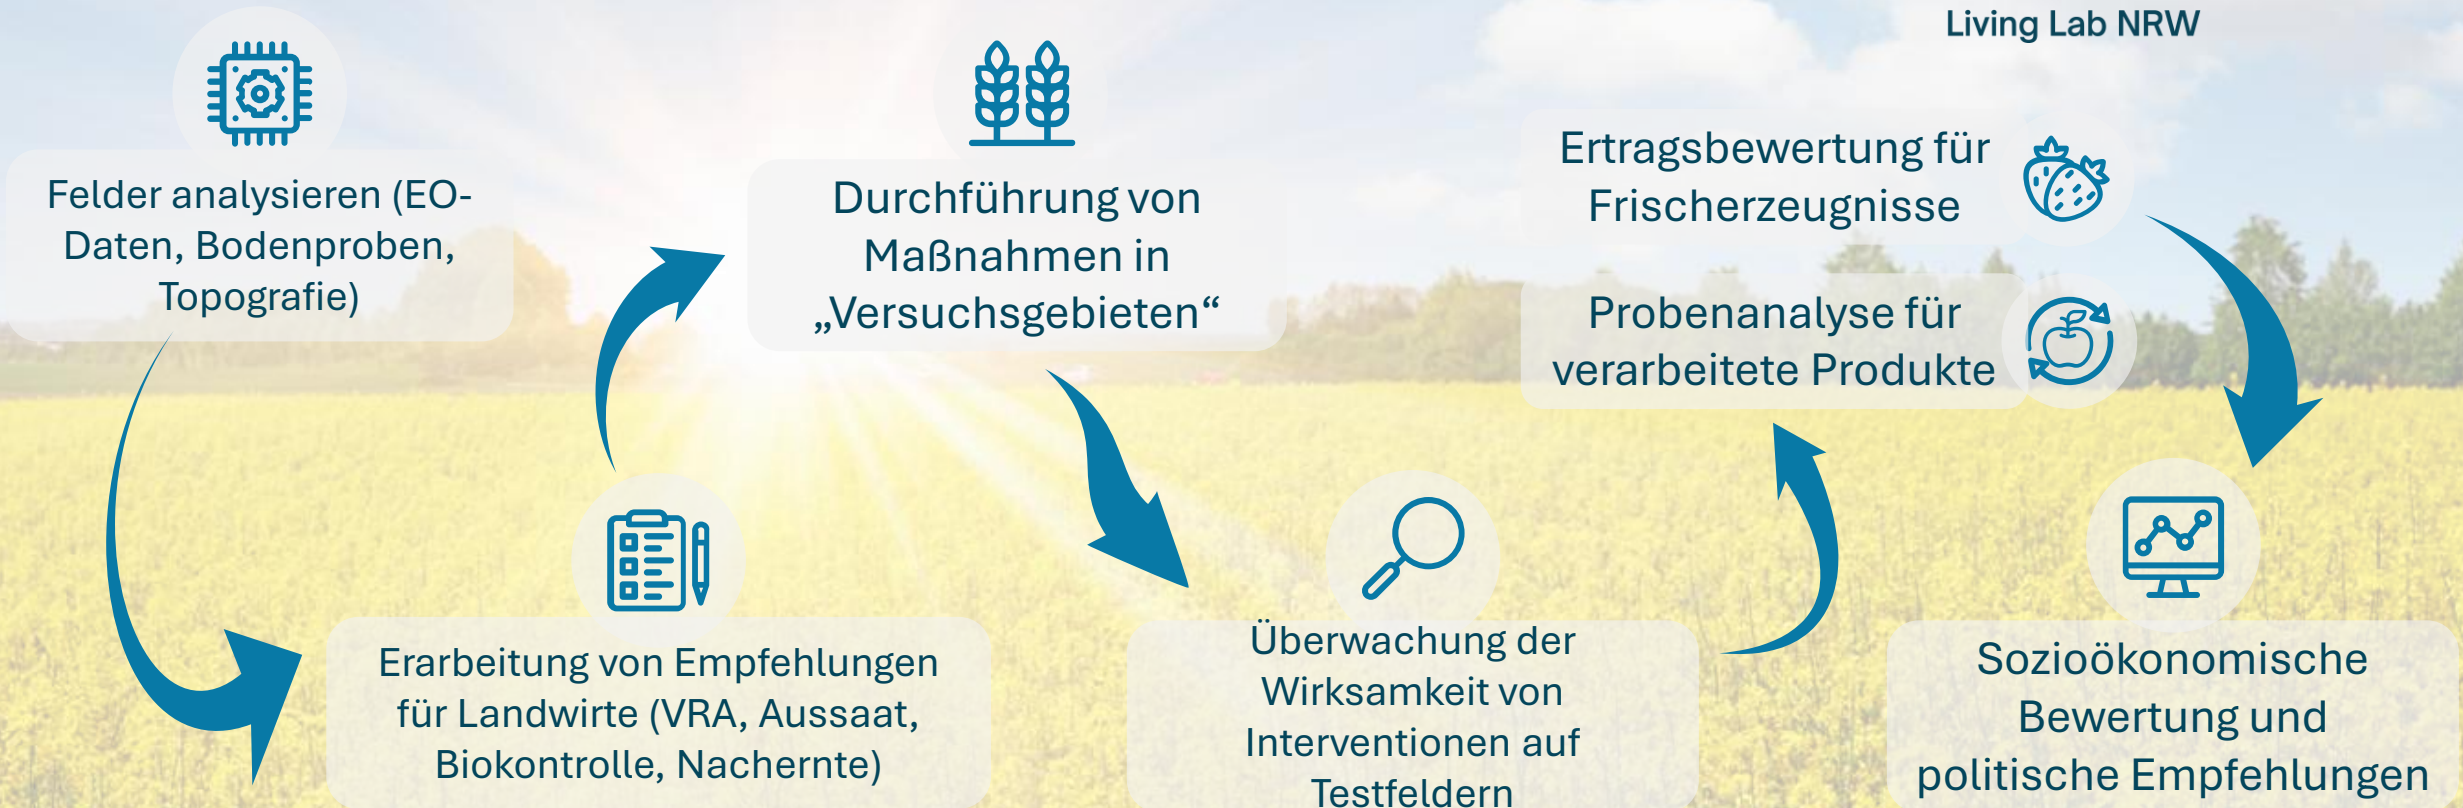 Living Lab NRW
Felder analysieren (EO-
Daten, Bodenproben,
Topografie)
Erarbeitung von Empfehlungen
für Landwirte (VRA, Aussaat,
Biokontrolle, Nachernte)
Durchführung von
Maßnahmen in
„Versuchsgebieten“
Überwachung der
Wirksamkeit von
Interventionen auf
Testfeldern
Ertragsbewertung für
Frischerzeugnisse
Probenanalyse für
verarbeitete Produkte
Sozioökonomische
Bewertung und
politische Empfehlungen